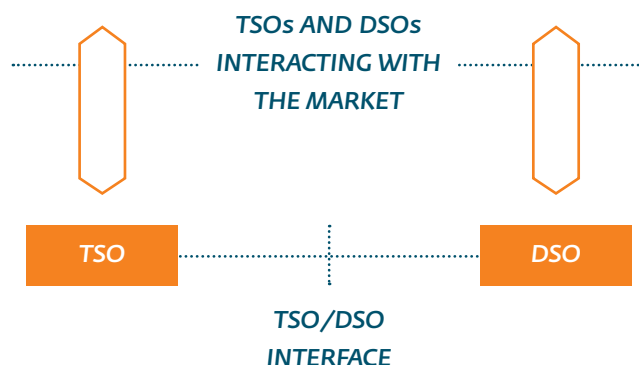 TSOs AND DSOs
INTERACTING WITH
THE MARKET
TSO
DSO
TSO/DSO
INTERFACE